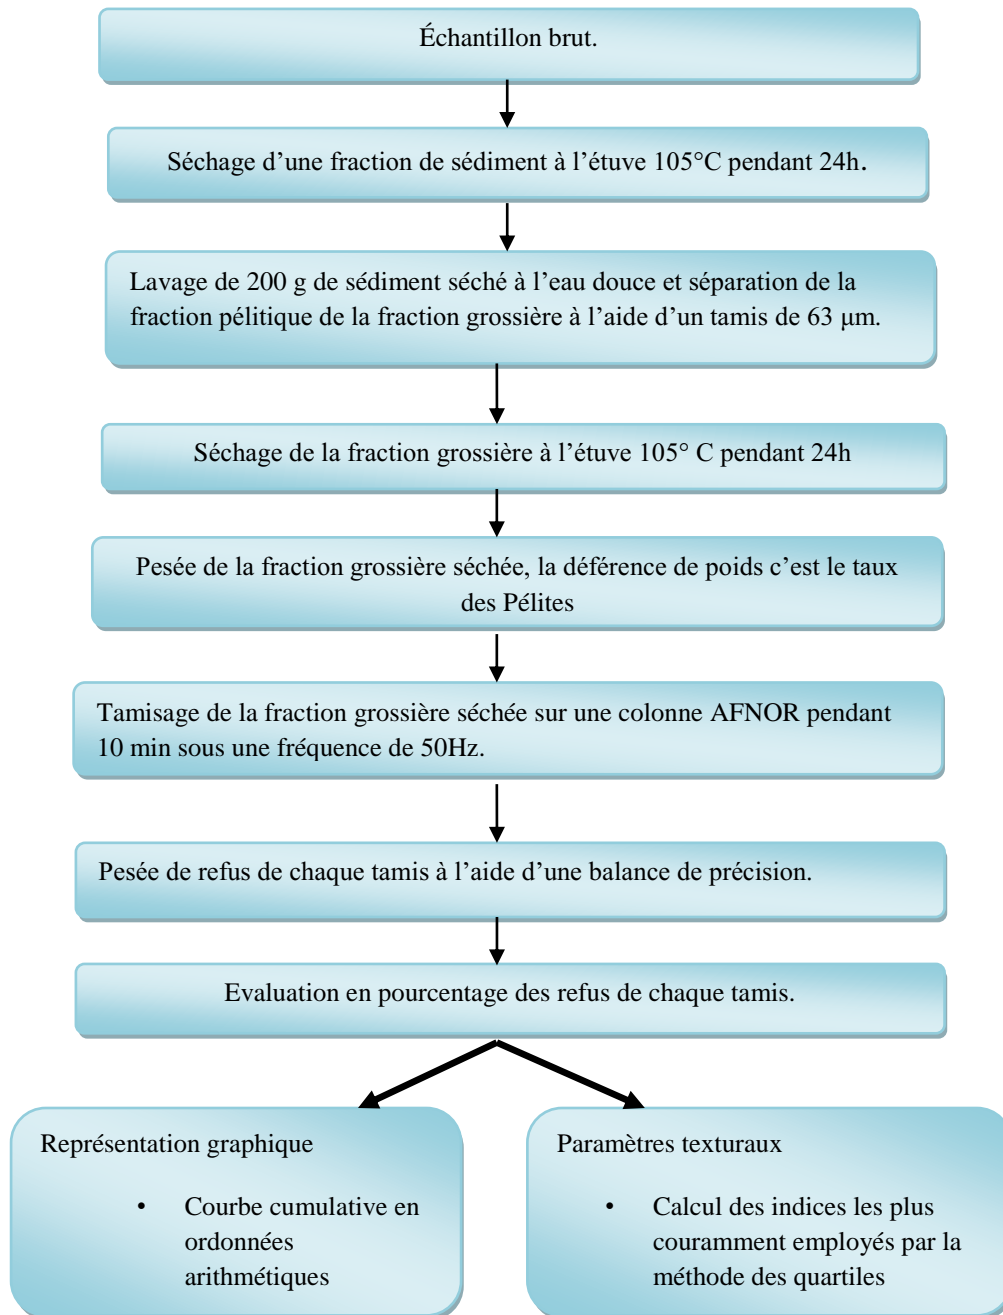 Échantillon brut.
Séchage d’une fraction de sédiment à l’étuve 105°C pendant 24h.
Lavage de 200 g de sédiment séché à l’eau douce et séparation de la
fraction pélitique de la fraction grossière à l’aide d’un tamis de 63 μm.
Séchage de la fraction grossière à l’étuve 105° C pendant 24h
Pesée de la fraction grossière séchée, la déférence de poids c’est le taux
des Pélites
Tamisage de la fraction grossière séchée sur une colonne AFNOR pendant
10 min sous une fréquence de 50Hz.
Pesée de refus de chaque tamis à l’aide d’une balance de précision.
Evaluation en pourcentage des refus de chaque tamis.
Représentation graphique
• Courbe cumulative en
ordonnées
arithmétiques
Paramètres texturaux
• Calcul des indices les plus
couramment employés par la
méthode des quartiles